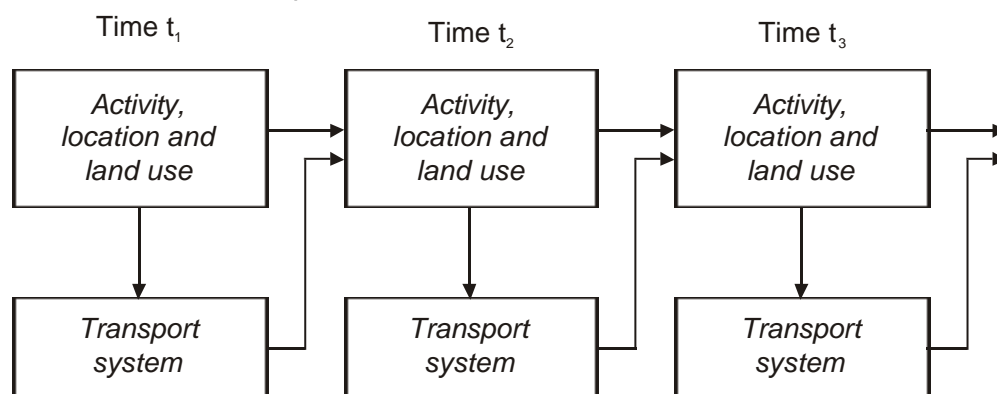 Time t₁
Time t₂
Time t₃
Activity,
location and
land use
Activity,
location and
land use
Activity,
location and
land use
Transport
system
Transport
system
Transport
system